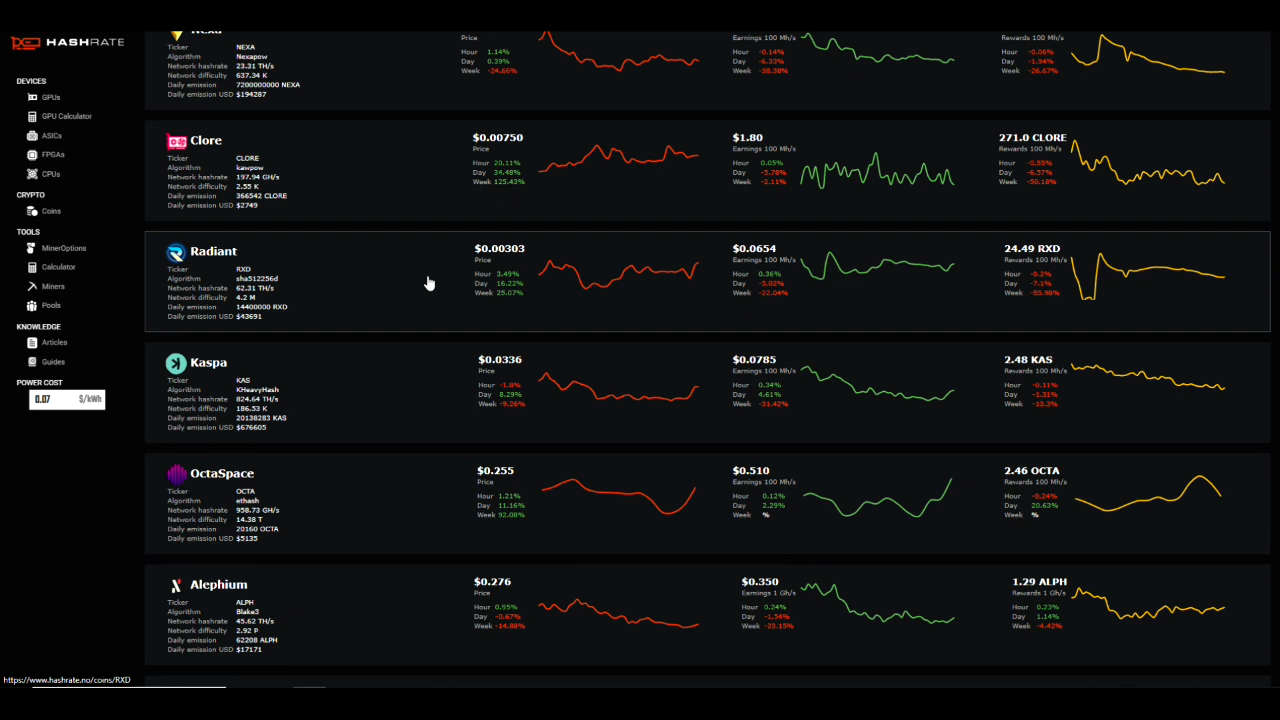 HASHRATE
DEVICES
GPUs
GPU Calculator
ASICs
FPGAs
CPUs
CRYPTO
Coins
TOOLS
MinerOptions
Calculator
Miners
Pools
KNOWLEDGE
Articles
Guides
POWER COST
0.07 $/kWh
Nexa
Ticker NEXA
Algorithm Nexapow
Network hashrate 23.31 TH/s
Network difficulty 637.34 K
Daily emission 7200000000 NEXA
Daily emission USD $194287
Price
Hour 1.14%
Day 0.39%
Week -24.66%
Earnings 100 Mh/s
Hour -0.14%
Day -6.33%
Week -38.38%
Rewards 100 Mh/s
Hour -0.06%
Day -1.94%
Week -26.67%
Clore
Ticker CLORE
Algorithm kawpow
Network hashrate 197.94 GH/s
Network difficulty 2.55 K
Daily emission 366542 CLORE
Daily emission USD $2749
$0.00750
Price
Hour 20.11%
Day 34.48%
Week 125.43%
$1.80
Earnings 100 Mh/s
Hour 0.05%
Day -5.78%
Week -2.11%
271.0 CLORE
Rewards 100 Mh/s
Hour -0.55%
Day -6.57%
Week -50.18%
Radiant
Ticker RXD
Algorithm sha512256d
Network hashrate 62.31 TH/s
Network difficulty 4.2 M
Daily emission 14400000 RXD
Daily emission USD $43691
$0.00303
Price
Hour 3.49%
Day 16.22%
Week 25.07%
$0.0654
Earnings 100 Mh/s
Hour 0.36%
Day -5.02%
Week -22.04%
24.49 RXD
Rewards 100 Mh/s
Hour -0.2%
Day -7.1%
Week -55.98%
Kaspa
Ticker KAS
Algorithm KHeavyHash
Network hashrate 824.64 TH/s
Network difficulty 186.53 K
Daily emission 20138283 KAS
Daily emission USD $676605
$0.0336
Price
Hour -1.8%
Day 8.29%
Week -9.26%
$0.0785
Earnings 100 Mh/s
Hour 0.34%
Day 4.61%
Week -31.42%
2.48 KAS
Rewards 100 Mh/s
Hour -0.11%
Day -1.31%
Week -13.3%
OctaSpace
Ticker OCTA
Algorithm ethash
Network hashrate 958.73 GH/s
Network difficulty 14.38 T
Daily emission 20160 OCTA
Daily emission USD $5135
$0.255
Price
Hour 1.21%
Day 11.16%
Week 92.08%
$0.510
Earnings 100 Mh/s
Hour 0.12%
Day 2.29%
Week %
2.46 OCTA
Rewards 100 Mh/s
Hour -0.24%
Day 20.63%
Week %
Alephium
Ticker ALPH
Algorithm Blake3
Network hashrate 45.62 TH/s
Network difficulty 2.92 P
Daily emission 62208 ALPH
Daily emission USD $17171
$0.276
Price
Hour 0.95%
Day -0.67%
Week -14.88%
$0.350
Earnings 1 Gh/s
Hour 0.24%
Day -1.54%
Week -23.15%
1.29 ALPH
Rewards 1 Gh/s
Hour 0.23%
Day 1.14%
Week -4.42%
https://www.hashrate.no/coins/RXD